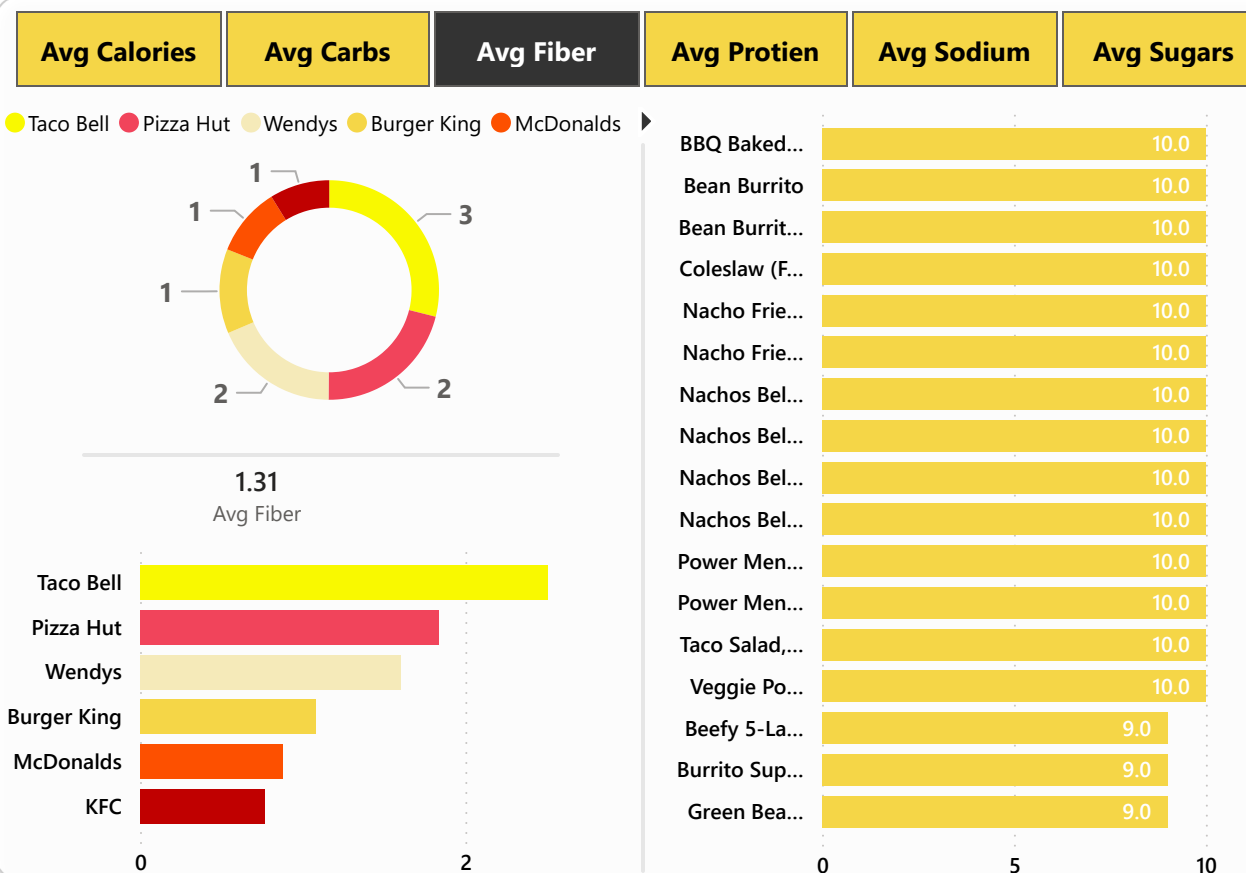 Avg Calories
Avg Carbs
Avg Fiber
Avg Protien
Avg Sodium
Avg Sugars
Taco Bell
Pizza Hut
Wendys
Burger King
McDonalds
1
3
1
1
2
2
1.31
Avg Fiber
Taco Bell
Pizza Hut
Wendys
Burger King
McDonalds
KFC
0 2
BBQ Baked... 10.0
Bean Burrito 10.0
Bean Burrit... 10.0
Coleslaw (F... 10.0
Nacho Frie... 10.0
Nacho Frie... 10.0
Nachos Bel... 10.0
Nachos Bel... 10.0
Nachos Bel... 10.0
Nachos Bel... 10.0
Power Men... 10.0
Power Men... 10.0
Taco Salad,... 10.0
Veggie Po... 10.0
Beefy 5-La... 9.0
Burrito Sup... 9.0
Green Bea... 9.0
0 5 10